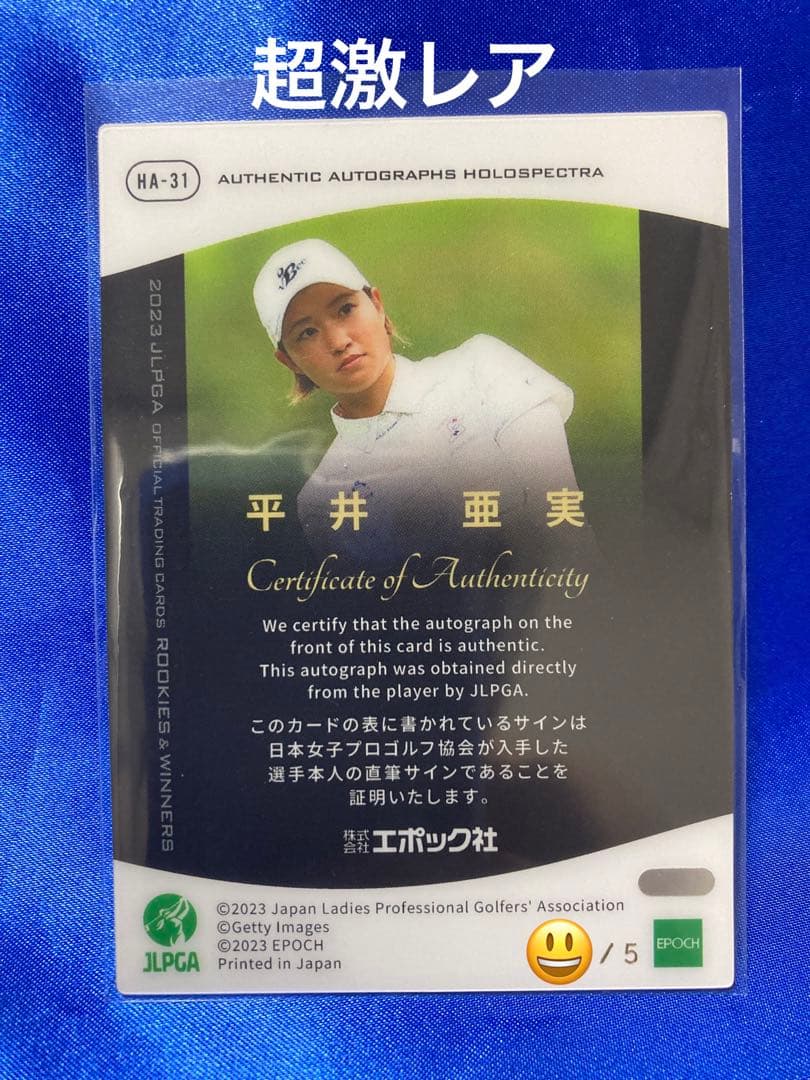 超激レア
HA-31 AUTHENTIC AUTOGRAPHS HOLOSPECTRA
2023 JLPGA OFFICIAL TRADING CARDS ROOKIES & WINNERS
平井 亜実
Certificate of Authenticity
We certify that the autograph on the
front of this card is authentic.
This autograph was obtained directly
from the player by JLPGA.
このカードの表に書かれているサインは
日本女子プロゴルフ協会が入手した
選手本人の直筆サインであることを
証明いたします。
株式会社エポック社
JLPGA
©2023 Japan Ladies Professional Golfers' Association
©Getty Images
©2023 EPOCH
Printed in Japan
/ 5
EPOCH